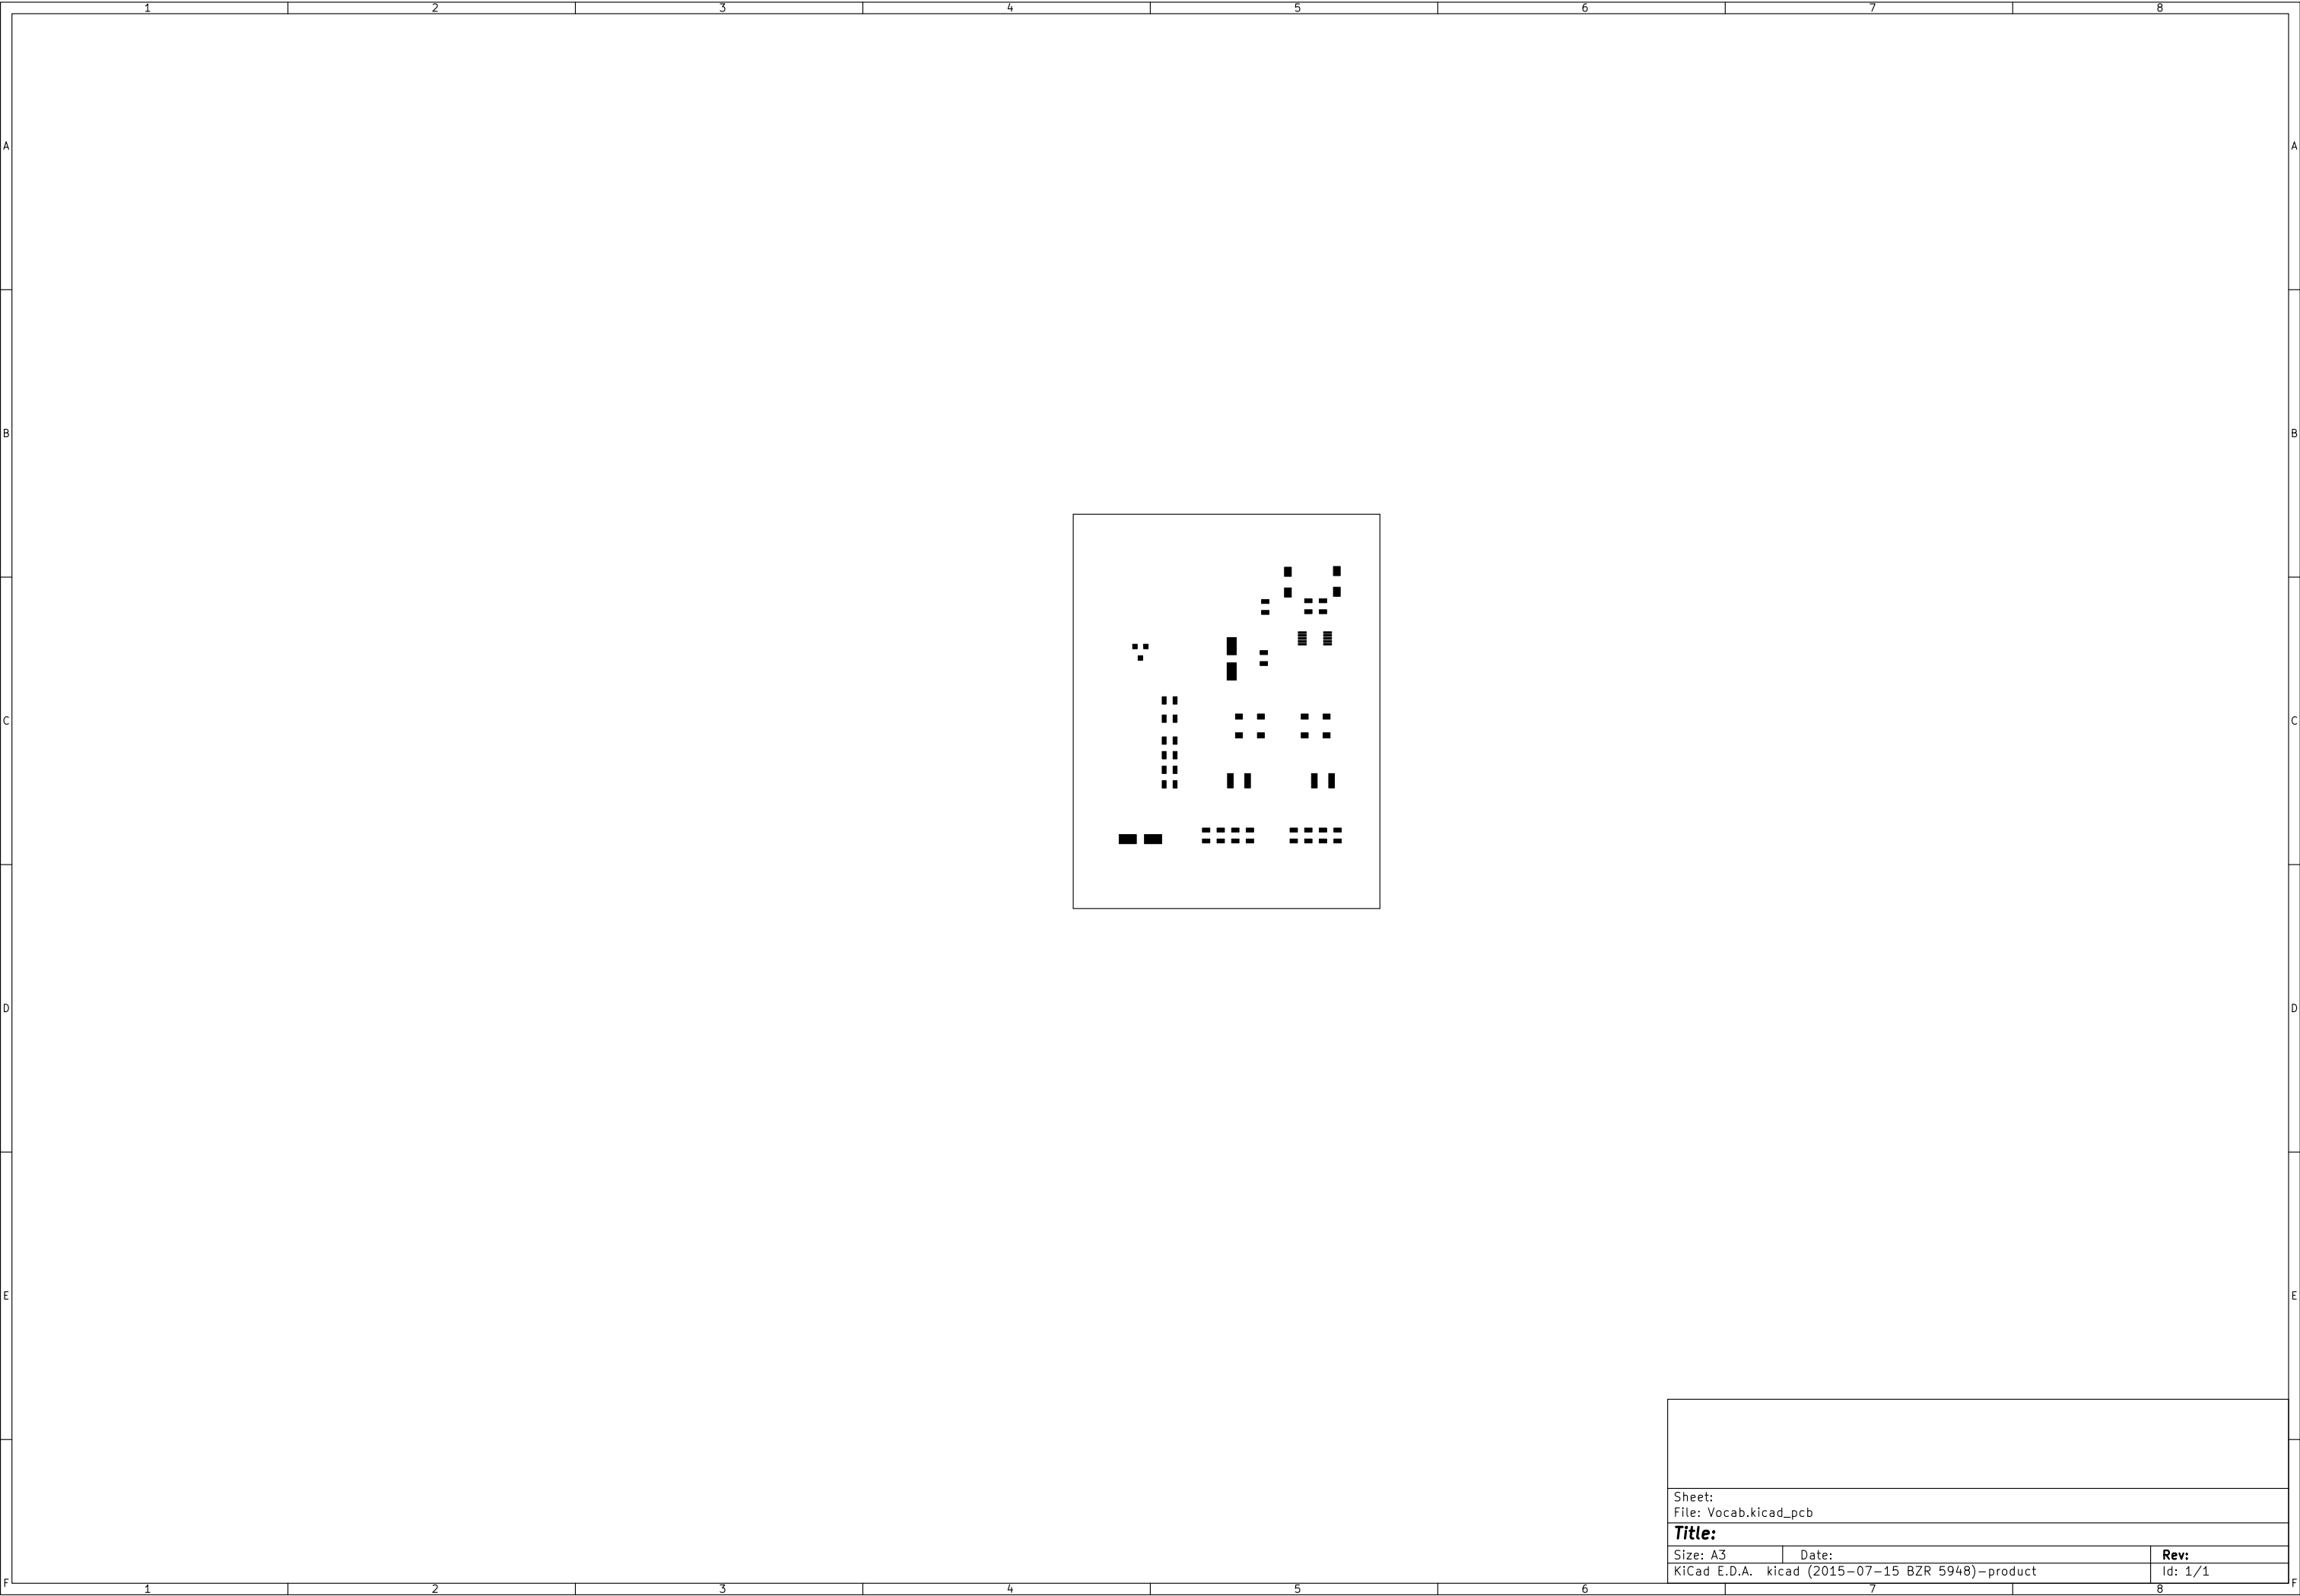 1 2 3 4 5 6 7 8
A A
B B
C C
D D
E E
Sheet:
File: Vocab.kicad_pcb
Title:
Size: A3 Date: Rev:
KiCad E.D.A. kicad (2015-07-15 BZR 5948)-product Id: 1/1
F F
1 2 3 4 5 6 7 8